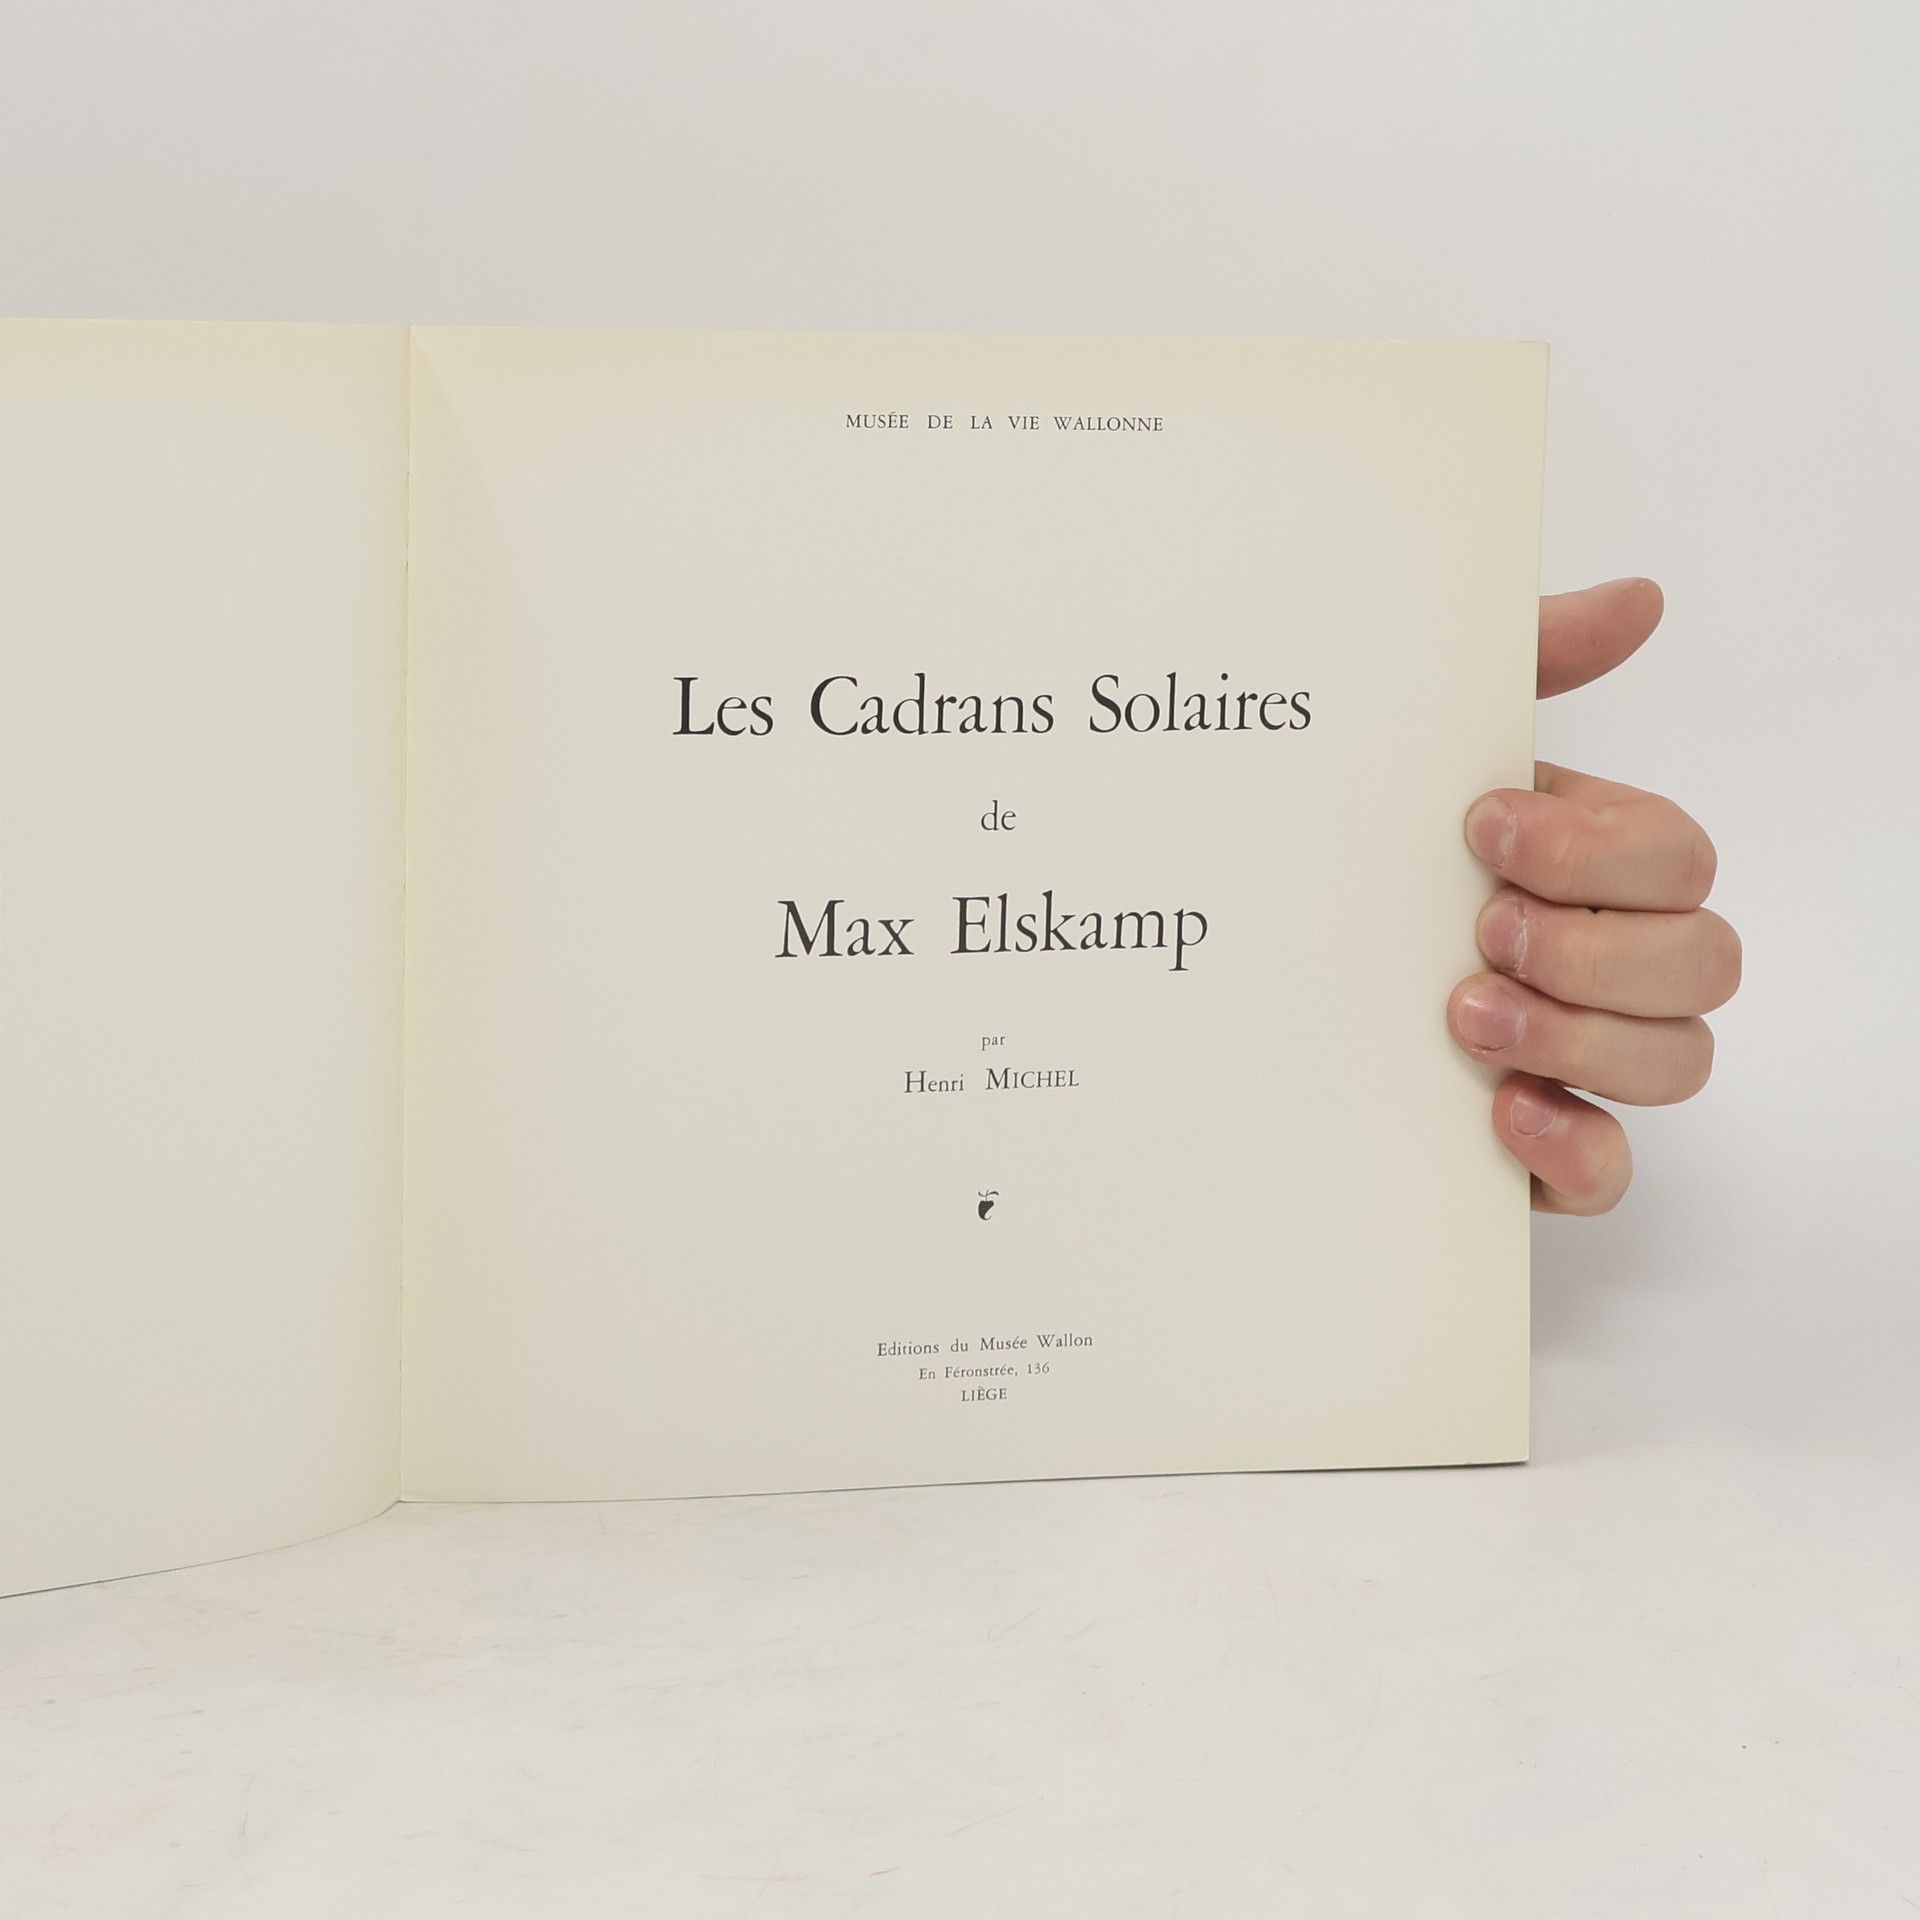 MUSÉE DE LA VIE WALLONNE
Les Cadrans Solaires
de
Max Elskamp
par
Henri MICHEL
Editions du Musée Wallon
En Féronstrée, 136
LIÈGE